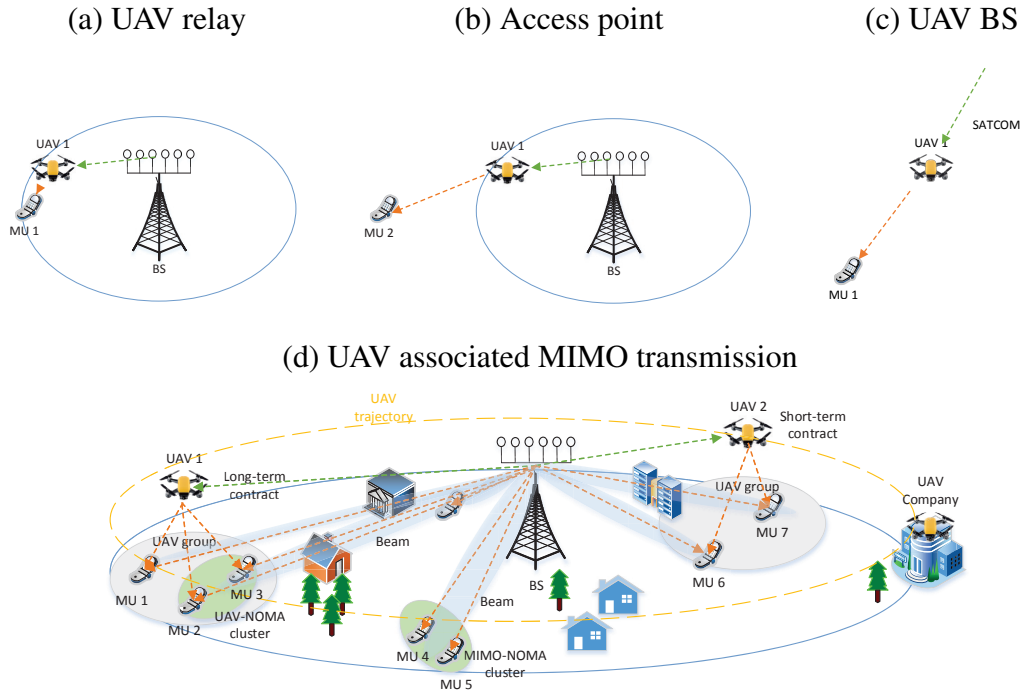 (a) UAV relay
(b) Access point
(c) UAV BS
UAV 1
MU 1
BS
UAV 1
MU 2
BS
SATCOM
UAV 1
MU 1
(d) UAV associated MIMO transmission
UAV
trajectory
UAV 2
Short-term
contract
UAV 1
Long-term
contract
UAV group
UAV
Company
UAV group
Beam
MU 7
MU 1
MU 3
MU 2
UAV-NOMA
cluster
BS
MU 6
Beam
MU 4
MIMO-NOMA
cluster
MU 5